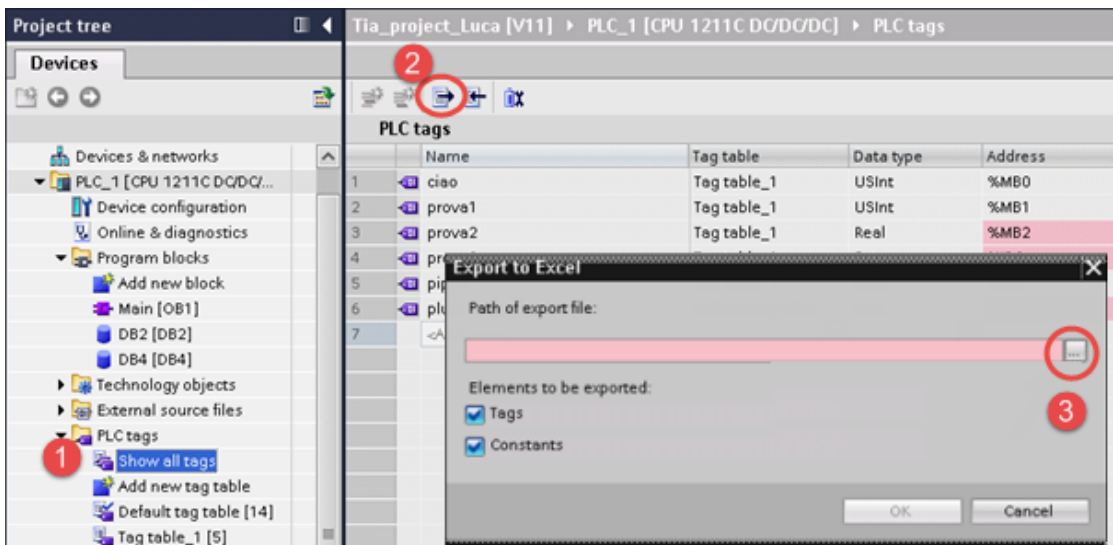 Project tree
Tia_project_Luca [V11] PLC_1 [CPU 1211C DC/DC/DC] PLC tags
Devices
2
PLC tags
Name Tag table Data type Address
Devices & networks
PLC_1 [CPU 1211C DC/DC/...
Device configuration
Online & diagnostics
Program blocks
Add new block
Main [OB1]
DB2 [DB2]
DB4 [DB4]
Technology objects
External source files
PLC tags
1
Show all tags
Add new tag table
Default tag table [14]
Tag table_1 [5]
1 ciao Tag table_1 USInt %MB0
2 prova1 Tag table_1 USInt %MB1
3 prova2 Tag table_1 Real %MB2
4
5
6
7
Export to Excel
Path of export file:
...
3
Elements to be exported:
Tags
Constants
OK Cancel